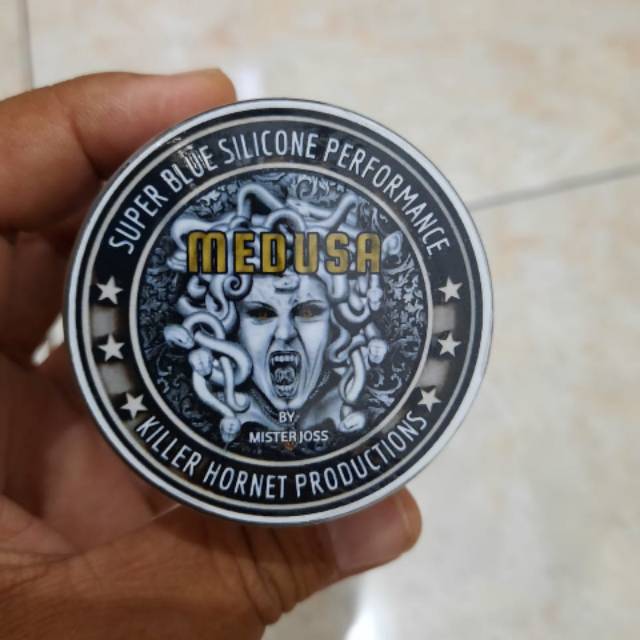 SUPER BLUE SILICONE PERFORMANCE
MEDUSA
BY
MISTER JOSS
KILLER HORNET PRODUCTIONS